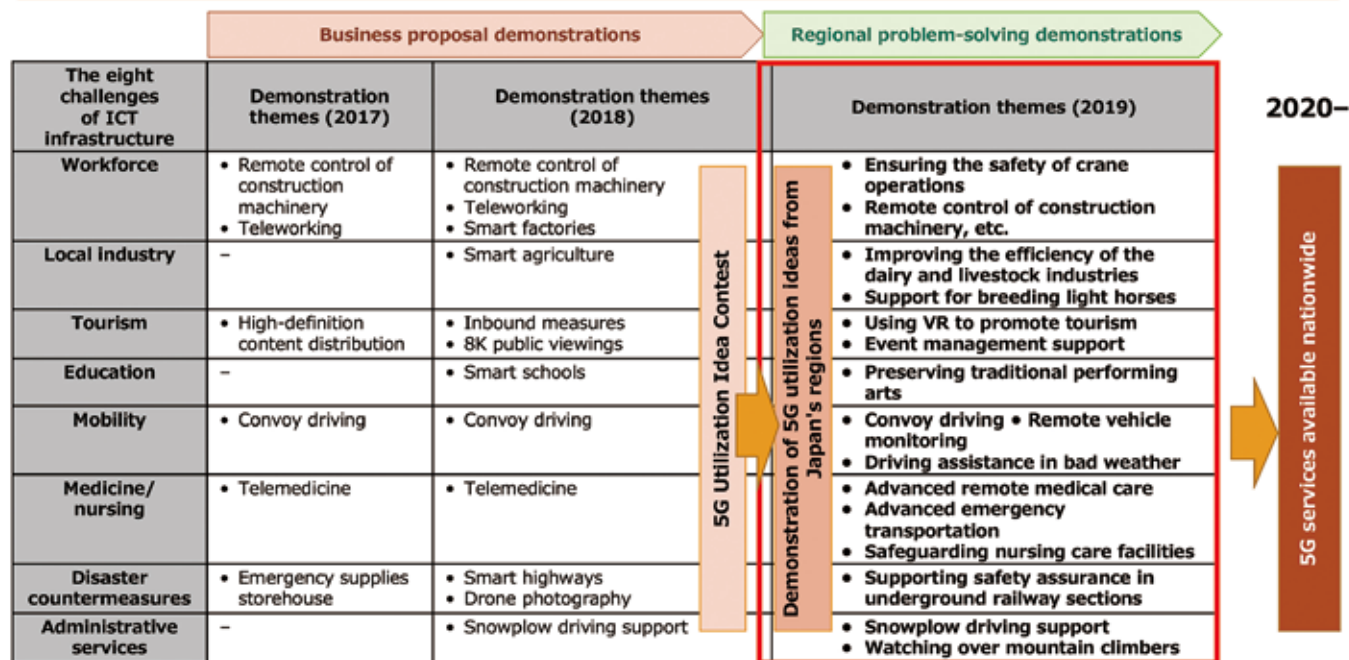 Business proposal demonstrations
Regional problem-solving demonstrations
The eight
challenges
of ICT
infrastructure
Demonstration
themes (2017)
Demonstration themes
(2018)
Demonstration themes (2019)
2020–
Workforce
• Remote control of
construction
machinery
• Teleworking
• Remote control of
construction machinery
• Teleworking
• Smart factories
• Ensuring the safety of crane
operations
• Remote control of construction
machinery, etc.
Local industry
–
• Smart agriculture
• Improving the efficiency of the
dairy and livestock industries
• Support for breeding light horses
Tourism
• High-definition
content distribution
• Inbound measures
• 8K public viewings
• Using VR to promote tourism
• Event management support
Education
–
• Smart schools
• Preserving traditional performing
arts
Mobility
• Convoy driving
• Convoy driving
• Convoy driving • Remote vehicle
monitoring
• Driving assistance in bad weather
Medicine/
nursing
• Telemedicine
• Telemedicine
• Advanced remote medical care
• Advanced emergency
transportation
• Safeguarding nursing care facilities
Disaster
countermeasures
• Emergency supplies
storehouse
• Smart highways
• Drone photography
• Supporting safety assurance in
underground railway sections
Administrative
services
–
• Snowplow driving support
• Snowplow driving support
• Watching over mountain climbers
5G Utilization Idea Contest
Demonstration of 5G utilization ideas from
Japan's regions
5G services available nationwide